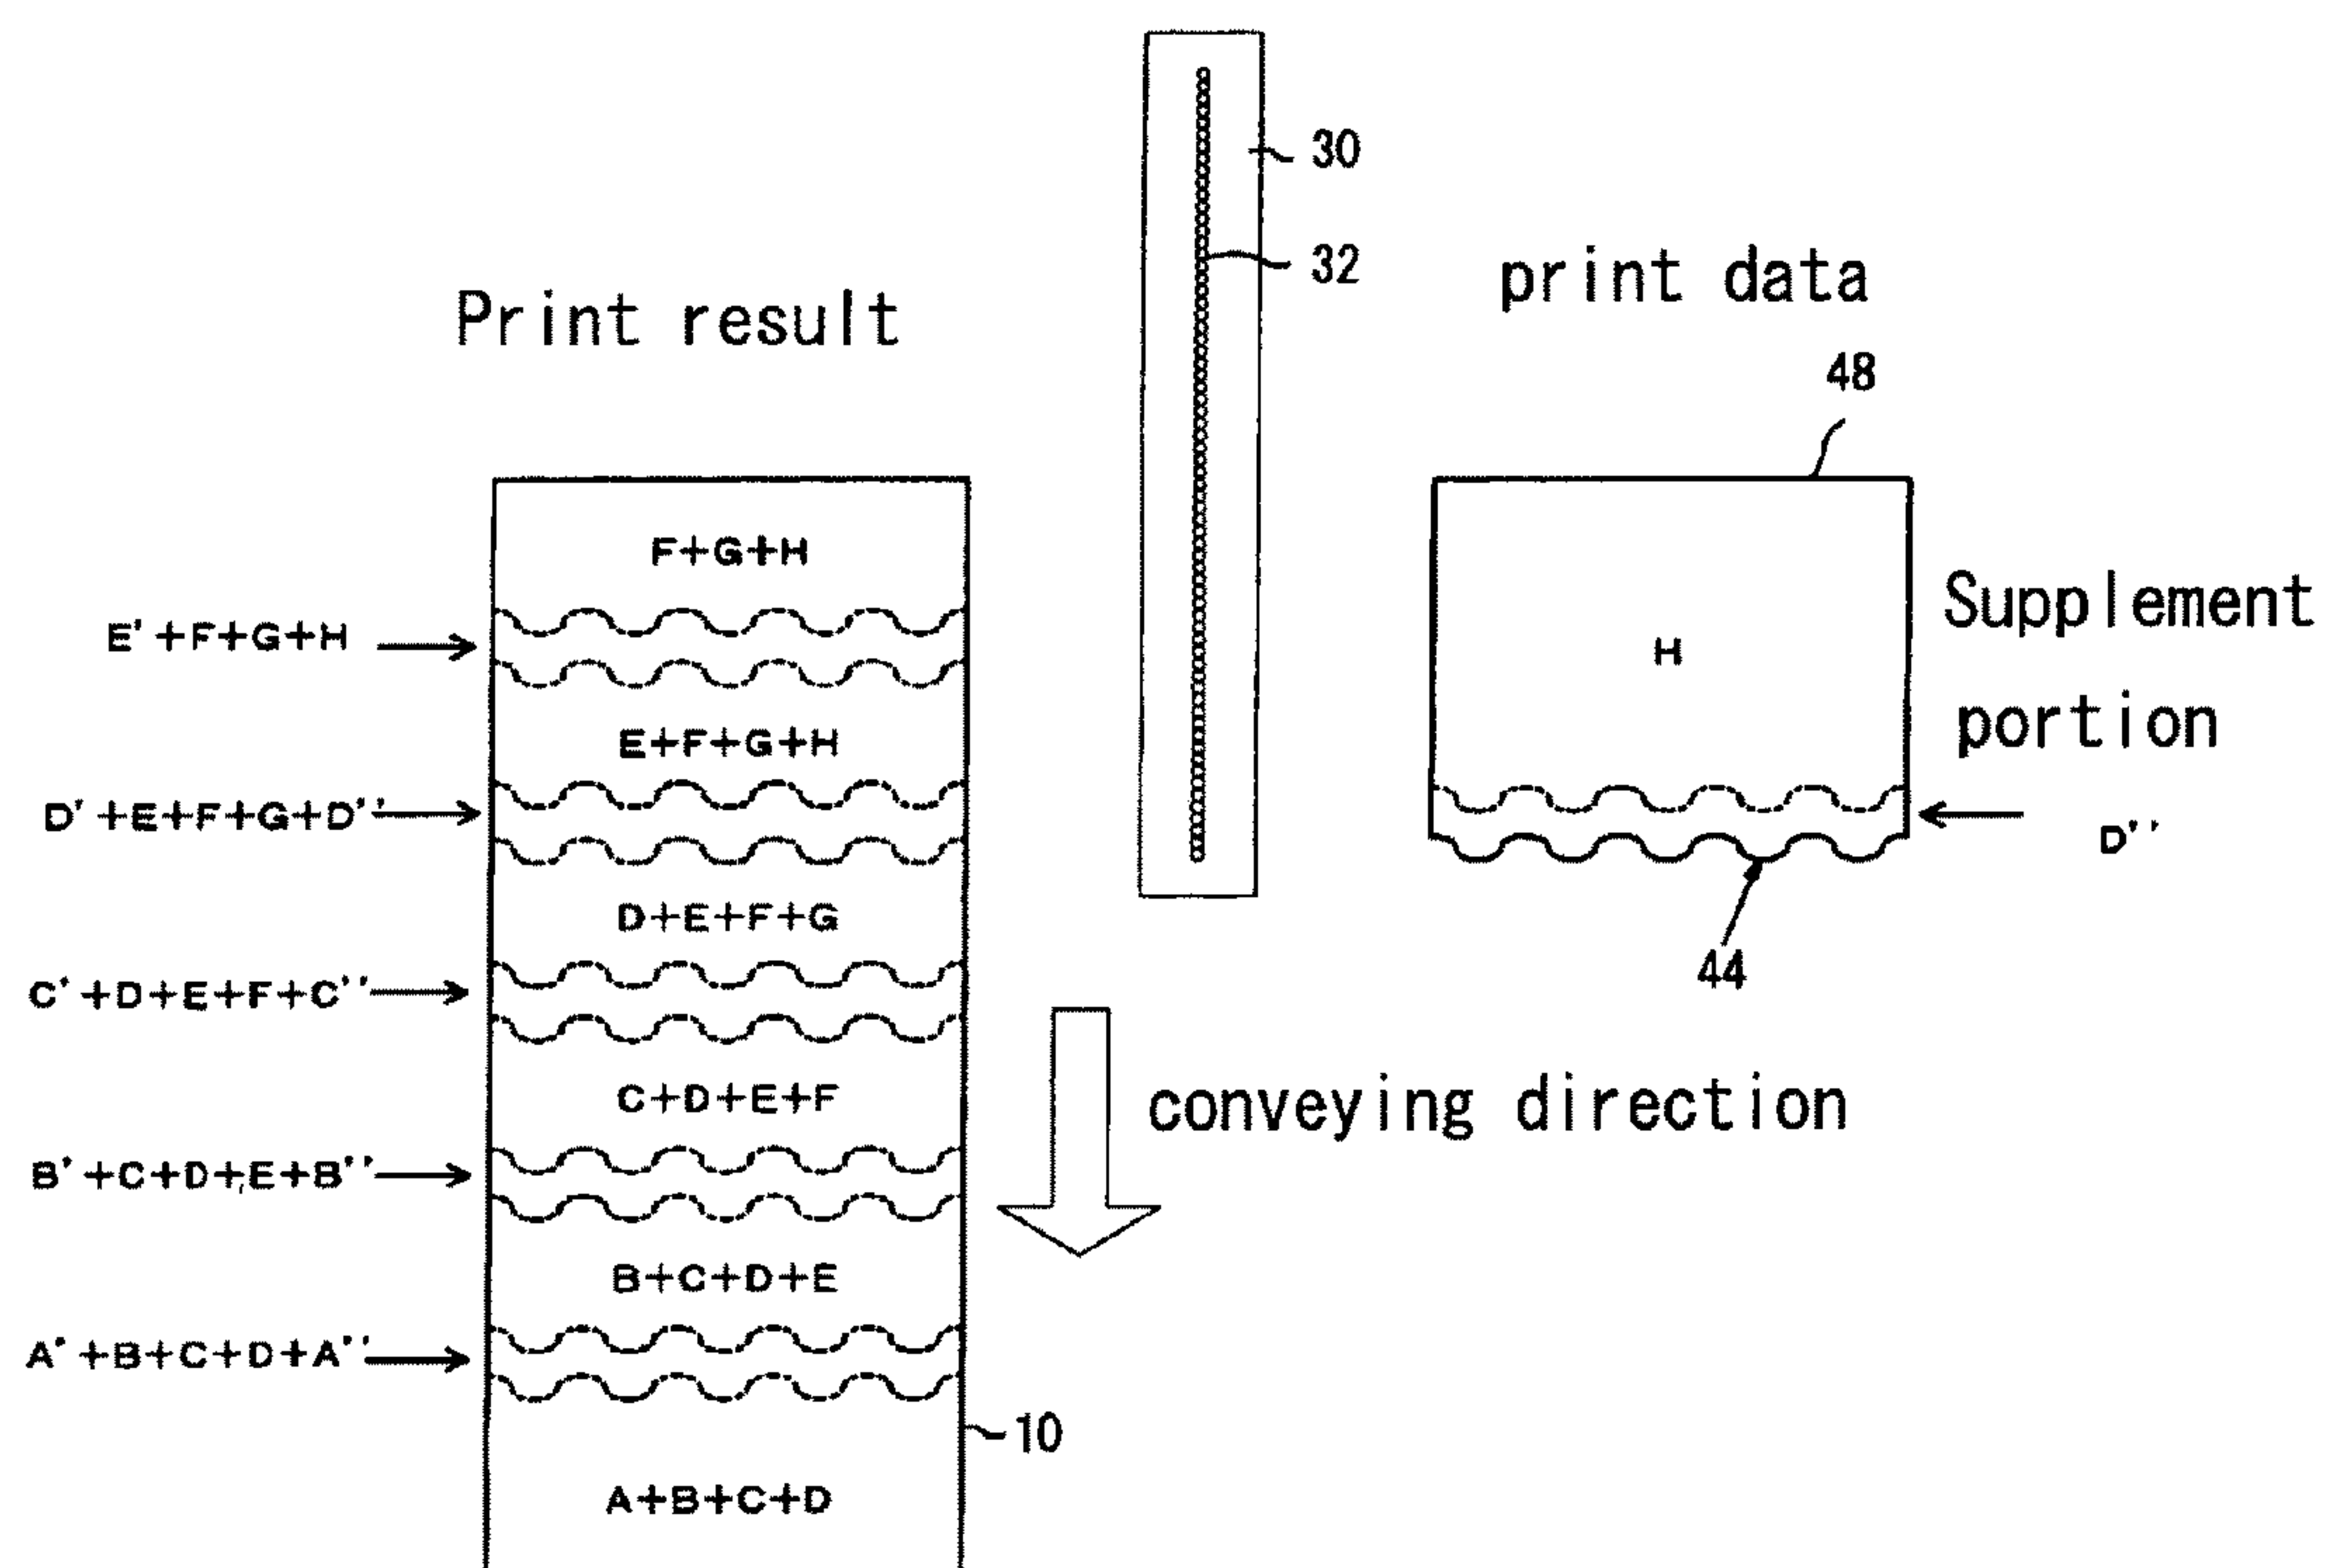 30
32
print data
Print result
48
F+G+H
Supplement
E'+F+G+H
H
portion
E+F+G+H
D'+E+F+G+D''
D''
D+E+F+G
44
C'+D+E+F+C''
C+D+E+F
conveying direction
B'+C+D+E+B''
B+C+D+E
A'+B+C+D+A''
10
A+B+C+D